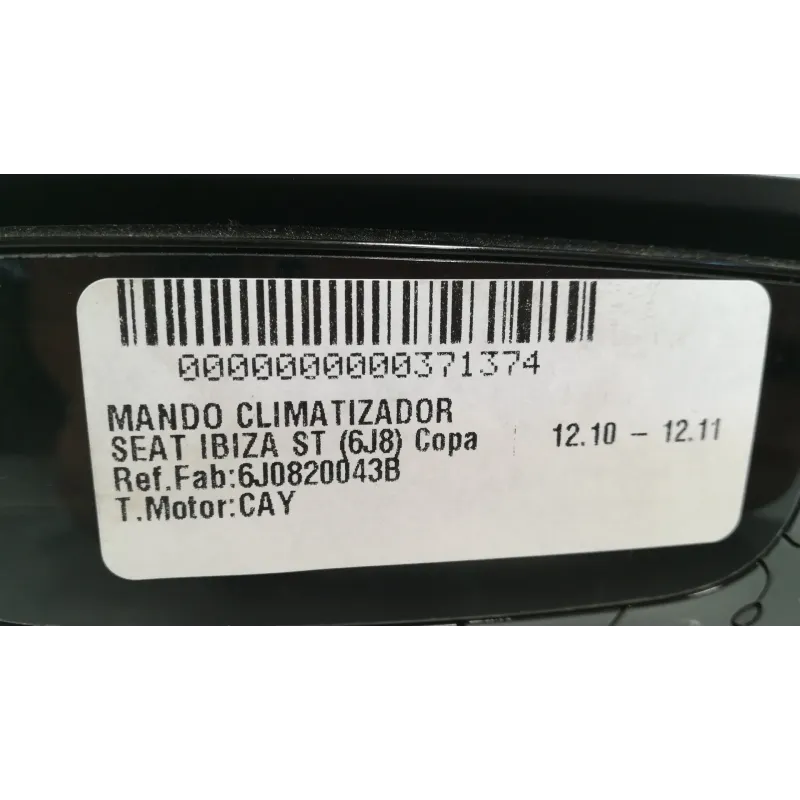 0000000000371374
MANDO CLIMATIZADOR
SEAT IBIZA ST (6J8) Copa 12.10 - 12.11
Ref.Fab:6J0820043B
T.Motor:CAY